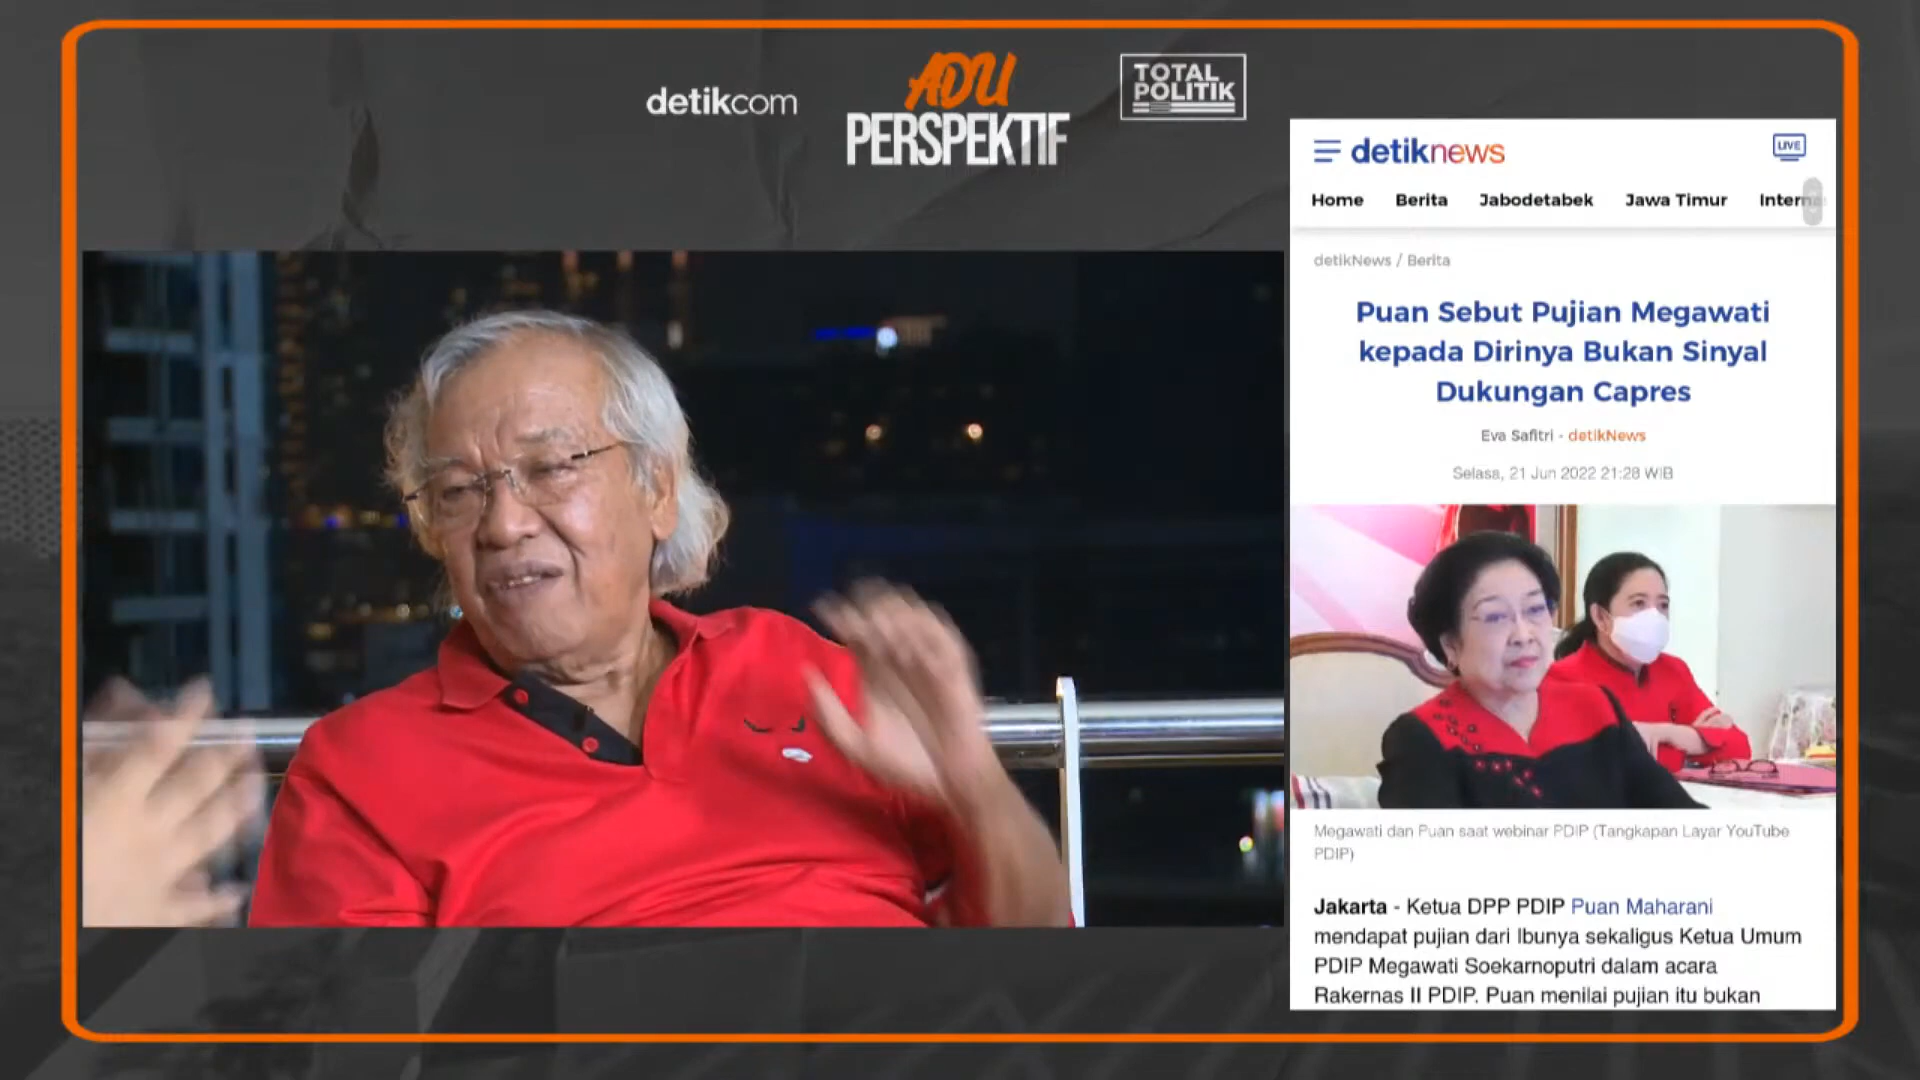 detikcom
ADU
PERSPEKTIF
TOTAL
POLITIK
detiknews
LIVE
Home Berita Jabodetabek Jawa Timur
detikNews / Berita
Puan Sebut Pujian Megawati
kepada Dirinya Bukan Sinyal
Dukungan Capres
Eva Safitri - detikNews
Selasa, 21 Jun 2022 21:28 WIB
Megawati dan Puan saat webinar PDIP (Tangkapan Layar YouTube
PDIP)
Jakarta - Ketua DPP PDIP Puan Maharani
mendapat pujian dari Ibunya sekaligus Ketua Umum
PDIP Megawati Soekarnoputri dalam acara
Rakernas II PDIP. Puan menilai pujian itu bukan